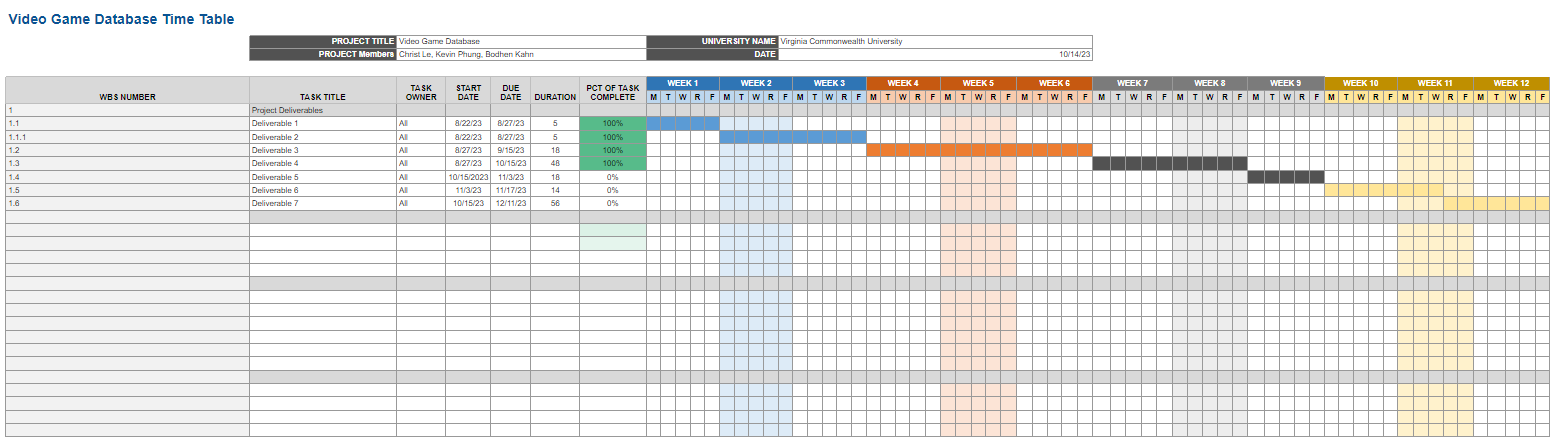 Video Game Database Time Table
PROJECT TITLE Video Game Database UNIVERSITY NAME Virginia Commonwealth University
PROJECT Members Christ Le, Kevin Phung, Bodhen Kahn DATE 10/14/23
WBS NUMBER TASK TITLE TASK OWNER START DATE DUE DATE DURATION PCT OF TASK COMPLETE WEEK 1 WEEK 2 WEEK 3 WEEK 4 WEEK 5 WEEK 6 WEEK 7 WEEK 8 WEEK 9 WEEK 10 WEEK 11 WEEK 12
M T W R F M T W R F M T W R F M T W R F M T W R F M T W R F M T W R F M T W R F M T W R F M T W R F M T W R F M T W R F
1 Project Deliverables
1.1 Deliverable 1 All 8/22/23 8/27/23 5 100%
1.1.1 Deliverable 2 All 8/22/23 8/27/23 5 100%
1.2 Deliverable 3 All 8/27/23 9/15/23 18 100%
1.3 Deliverable 4 All 8/27/23 10/15/23 48 100%
1.4 Deliverable 5 All 10/15/2023 11/3/23 18 0%
1.5 Deliverable 6 All 11/3/23 11/17/23 14 0%
1.6 Deliverable 7 All 10/15/23 12/11/23 56 0%